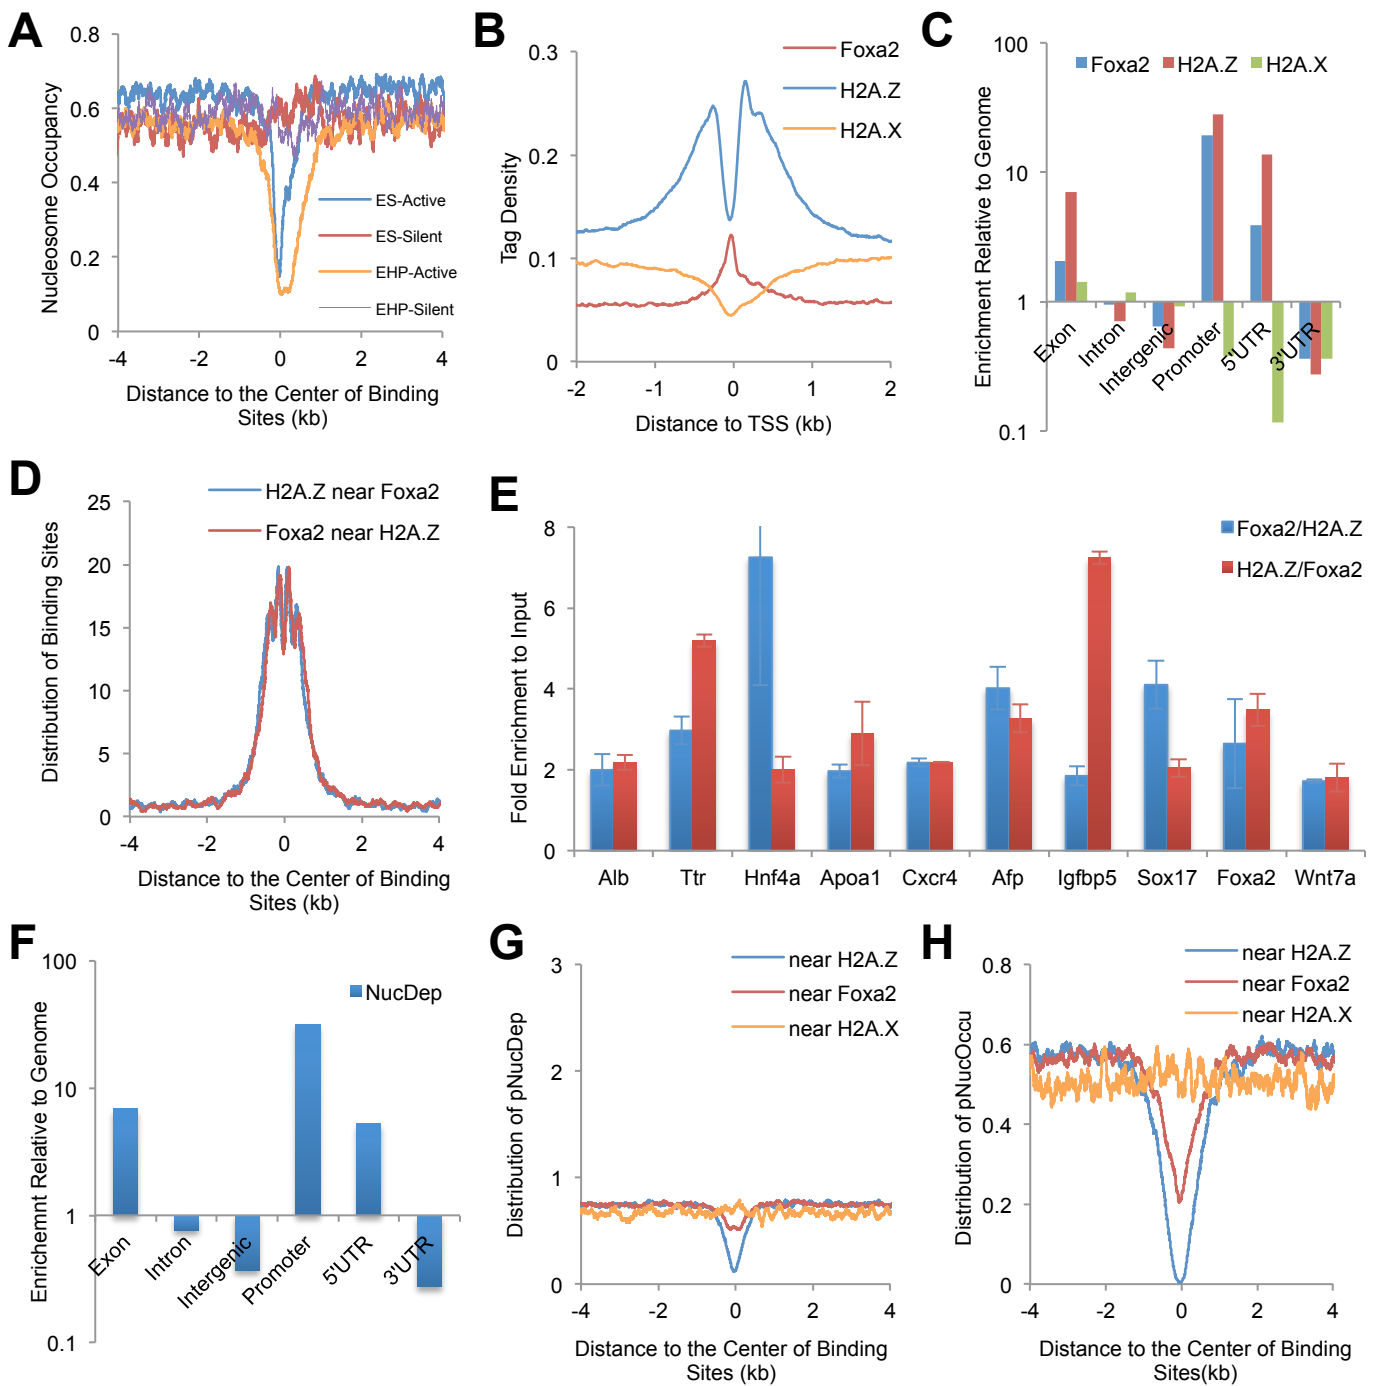 A
0.8
0.6
0.4
0.2
0
Nucleosome Occupancy
ES-Active
ES-Silent
EHP-Active
EHP-Silent
-4 -2 0 2 4
Distance to the Center of Binding
Sites (kb)
B
0.3
0.2
0.1
0
Tag Density
Foxa2
H2A.Z
H2A.X
-2 -1 0 1 2
Distance to TSS (kb)
C
100
10
1
0.1
Enrichment Relative to Genome
Foxa2 H2A.Z H2A.X
Exon
Intron
Intergenic
Promoter
5'UTR
3'UTR
D
25
20
15
10
5
0
Distribution of Binding Sites
H2A.Z near Foxa2
Foxa2 near H2A.Z
-4 -2 0 2 4
Distance to the Center of Binding
Sites (kb)
E
8
6
4
2
0
Fold Enrichment to Input
Foxa2/H2A.Z
H2A.Z/Foxa2
Alb Ttr Hnf4a Apoa1 Cxcr4 Afp Igfbp5 Sox17 Foxa2 Wnt7a
F
100
10
1
0.1
Enrichemnt Relative to Genome
NucDep
Exon
Intron
Intergenic
Promoter
5'UTR
3'UTR
G
3
2
1
0
Distribution of pNucDep
near H2A.Z
near Foxa2
near H2A.X
-4 -2 0 2 4
Distance to the Center of Binding
Sites (kb)
H
0.8
0.6
0.4
0.2
0
Distribution of pNucOccu
near H2A.Z
near Foxa2
near H2A.X
-4 -2 0 2 4
Distance to the Center of Binding
Sites(kb)